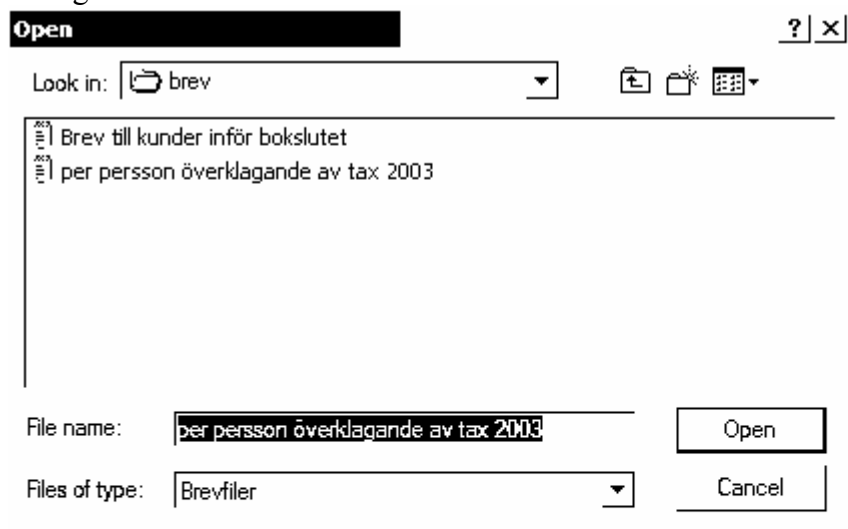 Open
Look in: brev
Brev till kunder inför bokslutet
per persson överklagande av tax 2003
File name: per persson överklagande av tax 2003 Open
Files of type: Brevfiler Cancel